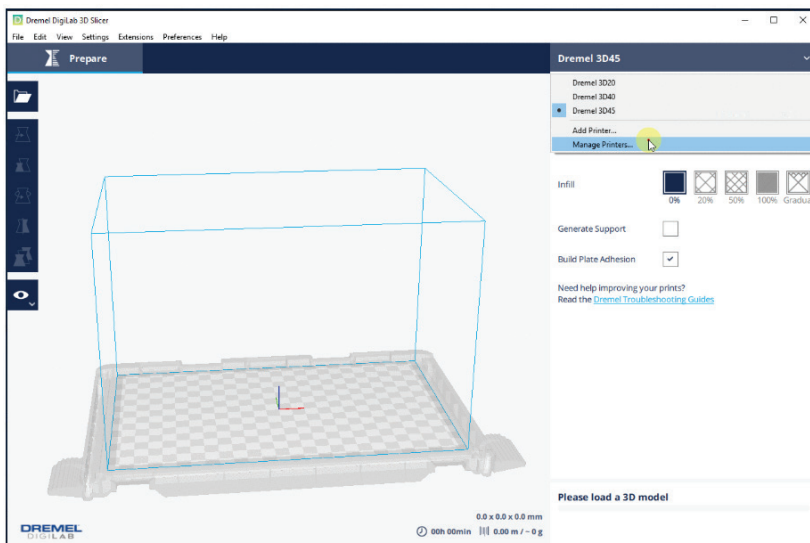 Dremel DigiLab 3D Slicer
File Edit View Settings Extensions Preferences Help
Prepare
Dremel 3D45
Dremel 3D20
Dremel 3D40
Dremel 3D45
Add Printer...
Manage Printers...
Infill
0% 20% 50% 100% Gradua
Generate Support
Build Plate Adhesion
Need help improving your prints?
Read the Dremel Troubleshooting Guides
Please load a 3D model
0.0 x 0.0 x 0.0 mm
00h 00min 0.00 m / ~ 0 g
DREMEL
DIGILAB